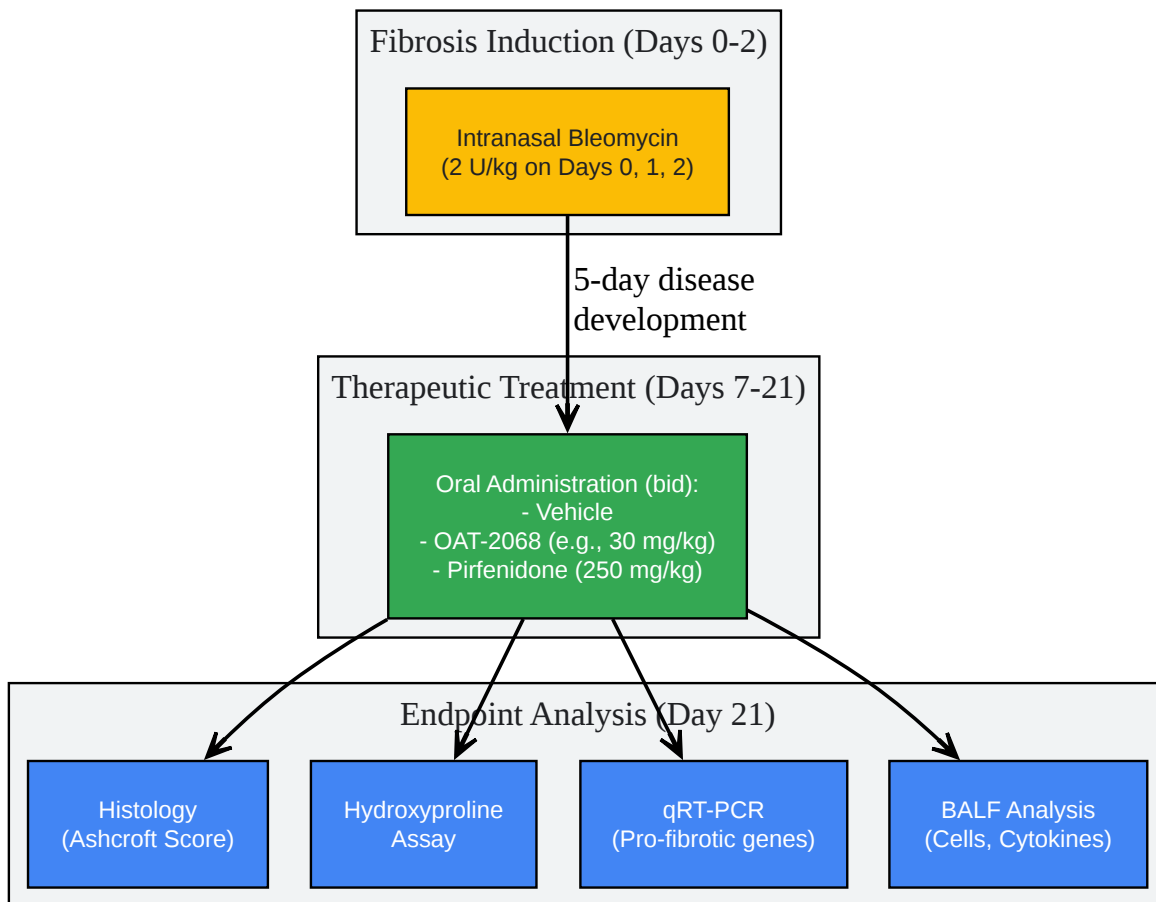 Fibrosis Induction (Days 0-2)
Intranasal Bleomycin
(2 U/kg on Days 0, 1, 2)
5-day disease
development
Therapeutic Treatment (Days 7-21)
Oral Administration (bid):
- Vehicle
- OAT-2068 (e.g., 30 mg/kg)
- Pirfenidone (250 mg/kg)
Endpoint Analysis (Day 21)
Histology
(Ashcroft Score)
Hydroxyproline
Assay
qRT-PCR
(Pro-fibrotic genes)
BALF Analysis
(Cells, Cytokines)